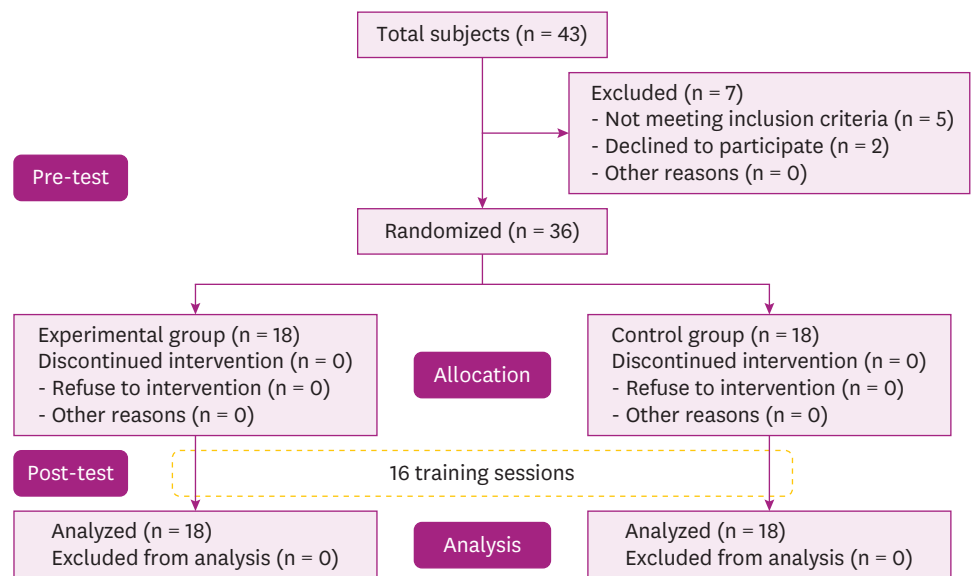 Total subjects (n = 43)
Excluded (n = 7)
- Not meeting inclusion criteria (n = 5)
- Declined to participate (n = 2)
- Other reasons (n = 0)
Pre-test
Randomized (n = 36)
Experimental group (n = 18)
Discontinued intervention (n = 0)
- Refuse to intervention (n = 0)
- Other reasons (n = 0)
Allocation
Control group (n = 18)
Discontinued intervention (n = 0)
- Refuse to intervention (n = 0)
- Other reasons (n = 0)
Post-test
16 training sessions
Analyzed (n = 18)
Excluded from analysis (n = 0)
Analysis
Analyzed (n = 18)
Excluded from analysis (n = 0)